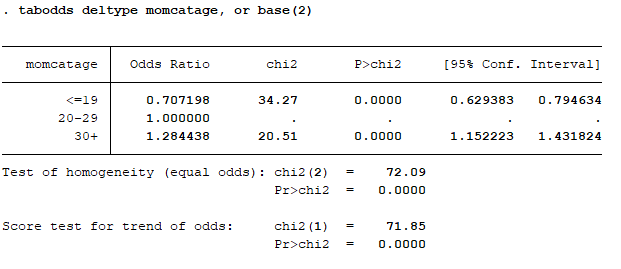 . tabodds deltype momcatage, or base(2)
momcatage Odds Ratio chi2 P>chi2 [95% Conf. Interval]
<=19 0.707198 34.27 0.0000 0.629383 0.794634
20-29 1.000000 . . . .
30+ 1.284438 20.51 0.0000 1.152223 1.431824
Test of homogeneity (equal odds): chi2(2) = 72.09
Pr>chi2 = 0.0000
Score test for trend of odds: chi2(1) = 71.85
Pr>chi2 = 0.0000